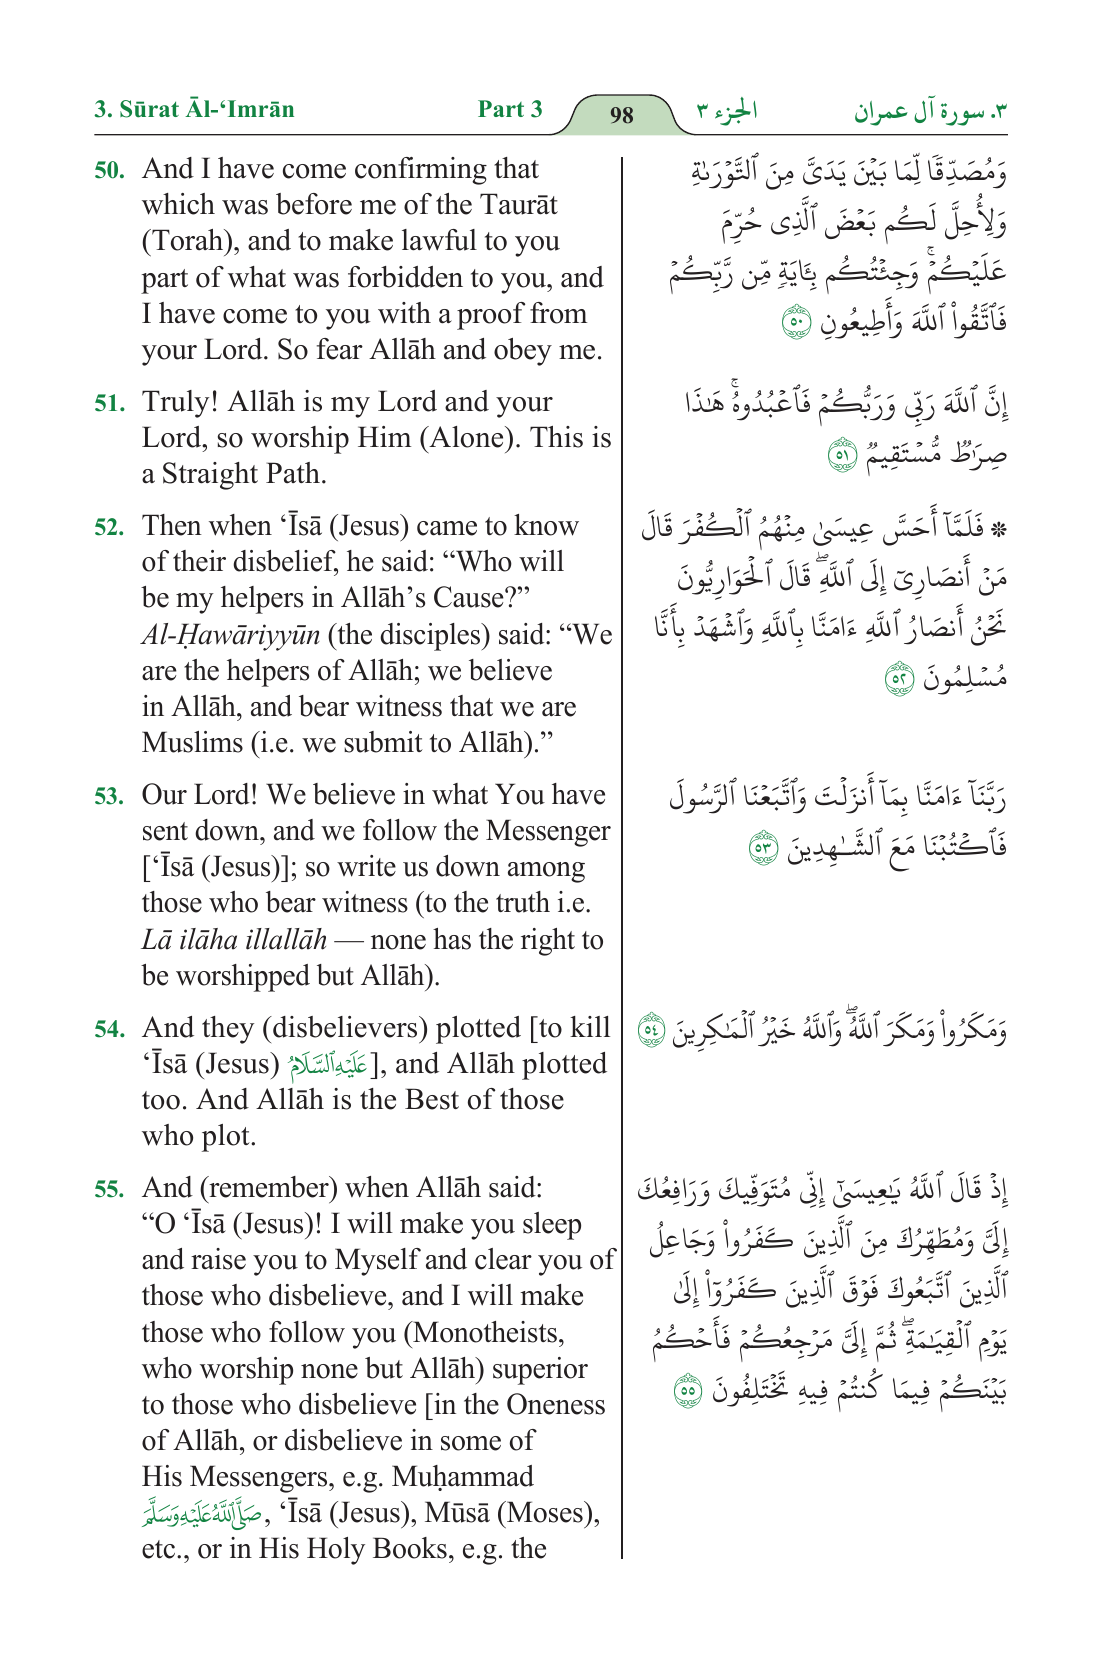 3. Sūrat Āl-‘Imrān Part 3 98 الجزء ٣ ٣. سورة آل عمران
50. And I have come confirming that
which was before me of the Taurāt
(Torah), and to make lawful to you
part of what was forbidden to you, and
I have come to you with a proof from
your Lord. So fear Allāh and obey me.
51. Truly! Allāh is my Lord and your
Lord, so worship Him (Alone). This is
a Straight Path.
52. Then when ‘Īsā (Jesus) came to know
of their disbelief, he said: “Who will
be my helpers in Allāh’s Cause?”
Al-Ḥawāriyyūn (the disciples) said: “We
are the helpers of Allāh; we believe
in Allāh, and bear witness that we are
Muslims (i.e. we submit to Allāh).”
53. Our Lord! We believe in what You have
sent down, and we follow the Messenger
[‘Īsā (Jesus)]; so write us down among
those who bear witness (to the truth i.e.
Lā ilāha illallāh — none has the right to
be worshipped but Allāh).
54. And they (disbelievers) plotted [to kill
‘Īsā (Jesus) عَلَيْهِ ٱلسَّلَامُ], and Allāh plotted
too. And Allāh is the Best of those
who plot.
55. And (remember) when Allāh said:
“O ‘Īsā (Jesus)! I will make you sleep
and raise you to Myself and clear you of
those who disbelieve, and I will make
those who follow you (Monotheists,
who worship none but Allāh) superior
to those who disbelieve [in the Oneness
of Allāh, or disbelieve in some of
His Messengers, e.g. Muḥammad
صَلَّى ٱللَّهُ عَلَيْهِ وَسَلَّمَ, ‘Īsā (Jesus), Mūsā (Moses),
etc., or in His Holy Books, e.g. the
وَمُصَدِّقٗا لِّمَا بَيۡنَ يَدَيَّ مِنَ ٱلتَّوۡرَىٰةِ
وَلِأُحِلَّ لَكُم بَعۡضَ ٱلَّذِي حُرِّمَ
عَلَيۡكُمۡۚ وَجِئۡتُكُم بِـَٔايَةٖ مِّن رَّبِّكُمۡ
فَٱتَّقُواْ ٱللَّهَ وَأَطِيعُونِ ٥٠
إِنَّ ٱللَّهَ رَبِّي وَرَبُّكُمۡ فَٱعۡبُدُوهُۚ هَٰذَا
صِرَٰطٞ مُّسۡتَقِيمٞ ٥١
۞ فَلَمَّآ أَحَسَّ عِيسَىٰ مِنۡهُمُ ٱلۡكُفۡرَ قَالَ
مَنۡ أَنصَارِيٓ إِلَى ٱللَّهِۖ قَالَ ٱلۡحَوَارِيُّونَ
نَحۡنُ أَنصَارُ ٱللَّهِ ءَامَنَّا بِٱللَّهِ وَٱشۡهَدۡ بِأَنَّا
مُسۡلِمُونَ ٥٢
رَبَّنَآ ءَامَنَّا بِمَآ أَنزَلۡتَ وَٱتَّبَعۡنَا ٱلرَّسُولَ
فَٱكۡتُبۡنَا مَعَ ٱلشَّٰهِدِينَ ٥٣
وَمَكَرُواْ وَمَكَرَ ٱللَّهُۖ وَٱللَّهُ خَيۡرُ ٱلۡمَٰكِرِينَ ٥٤
إِذۡ قَالَ ٱللَّهُ يَٰعِيسَىٰٓ إِنِّي مُتَوَفِّيكَ وَرَافِعُكَ
إِلَيَّ وَمُطَهِّرُكَ مِنَ ٱلَّذِينَ كَفَرُواْ وَجَاعِلُ
ٱلَّذِينَ ٱتَّبَعُوكَ فَوۡقَ ٱلَّذِينَ كَفَرُوٓاْ إِلَىٰ
يَوۡمِ ٱلۡقِيَٰمَةِۖ ثُمَّ إِلَيَّ مَرۡجِعُكُمۡ فَأَحۡكُمُ
بَيۡنَكُمۡ فِيمَا كُنتُمۡ فِيهِ تَخۡتَلِفُونَ ٥٥